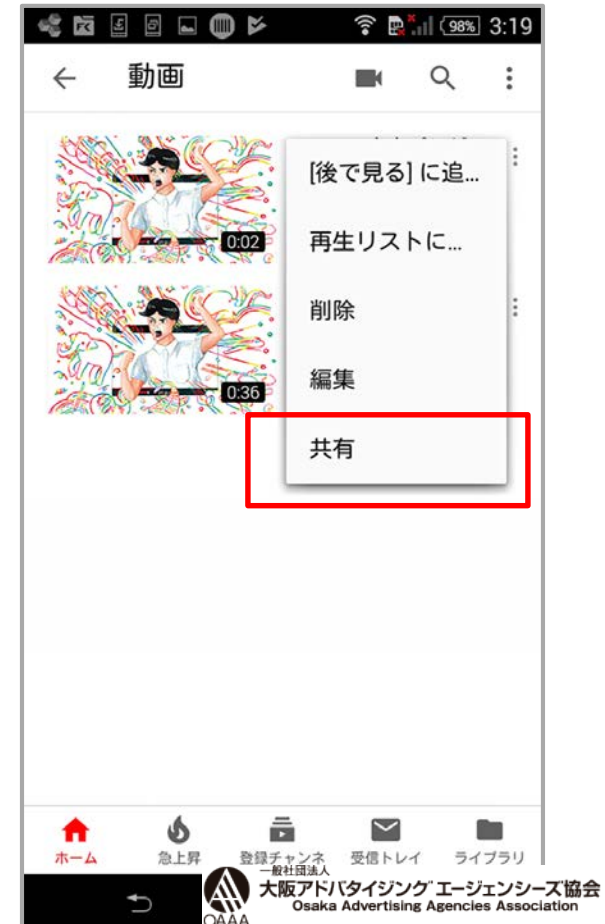 98% 3:19
動画
[後で見る] に追...
再生リストに...
削除
編集
共有
0:02
0:36
ホーム
急上昇
登録チャンネ
受信トレイ
ライブラリ
一般社団法人
大阪アドバタイジング エージェンシーズ協会
Osaka Advertising Agencies Association
OAAA